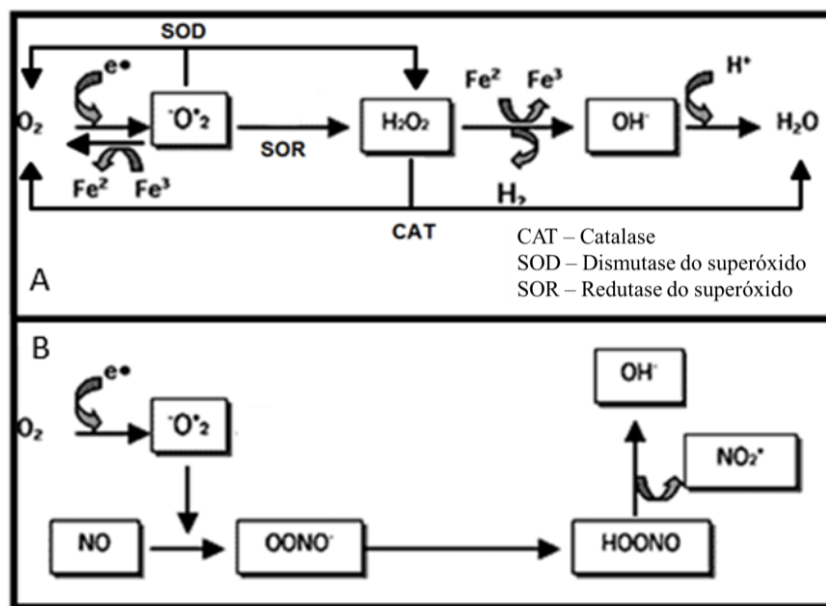 SOD
e•
Fe² Fe³
H⁺
O₂
⁻O•₂
H₂O₂
OH⁻
H₂O
SOR
Fe² Fe³
H₂
CAT
CAT – Catalase
SOD – Dismutase do superóxido
SOR – Redutase do superóxido
A
B
e•
OH⁻
O₂
⁻O•₂
NO₂•
NO
OONO⁻
HOONO